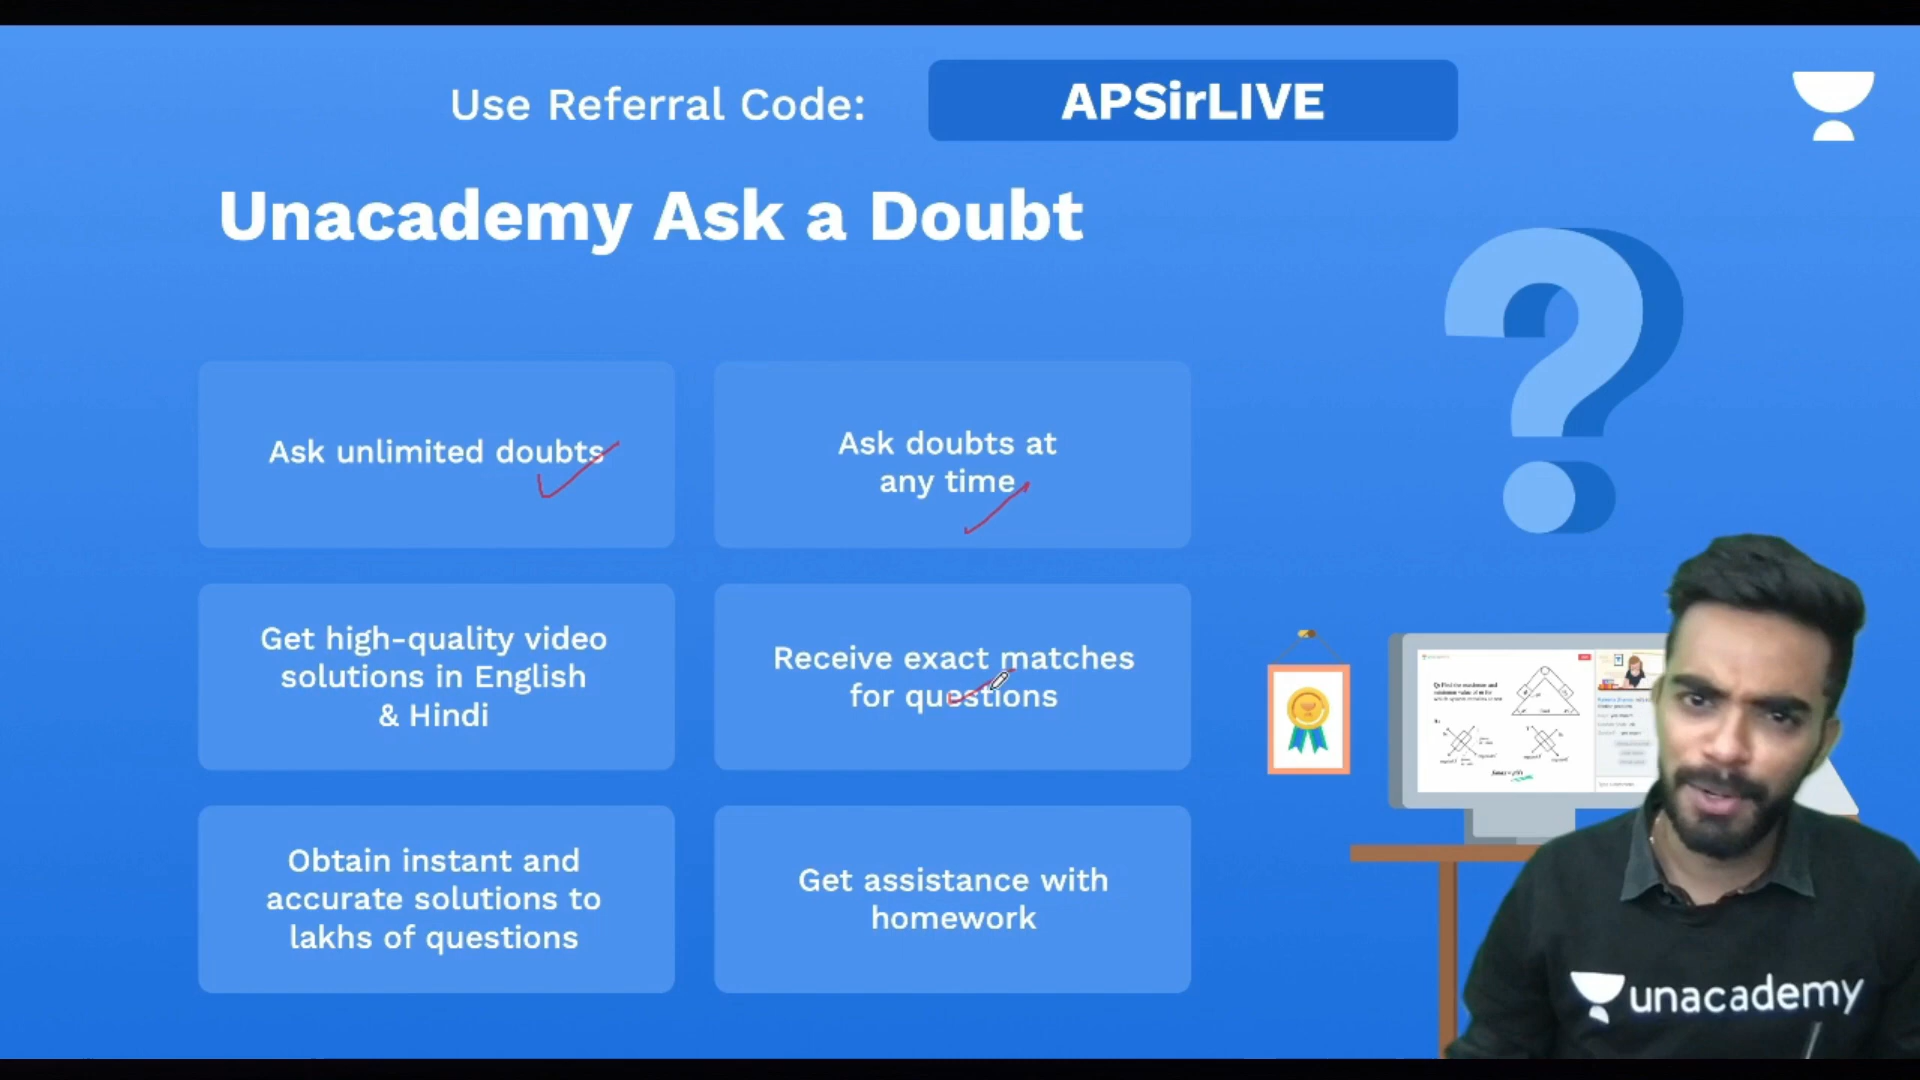 Use Referral Code:
APSirLIVE
Unacademy Ask a Doubt
Ask unlimited doubts
Ask doubts at
any time
Get high-quality video
solutions in English
& Hindi
Receive exact matches
for questions
Obtain instant and
accurate solutions to
lakhs of questions
Get assistance with
homework
unacademy